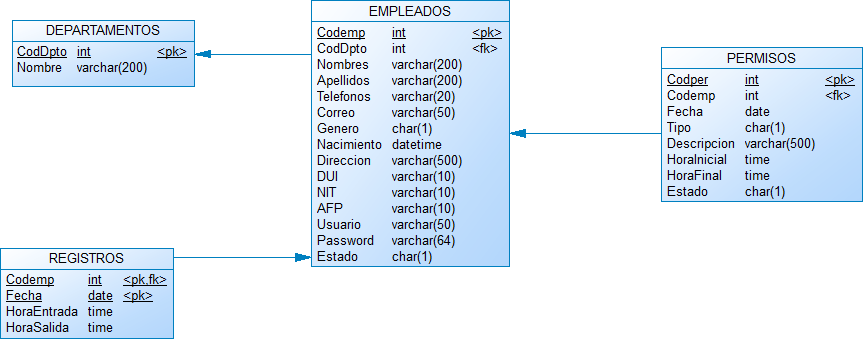 DEPARTAMENTOS
CodDpto int <pk>
Nombre varchar(200)
EMPLEADOS
Codemp int <pk>
CodDpto int <fk>
Nombres varchar(200)
Apellidos varchar(200)
Telefonos varchar(20)
Correo varchar(50)
Genero char(1)
Nacimiento datetime
Direccion varchar(500)
DUI varchar(10)
NIT varchar(10)
AFP varchar(10)
Usuario varchar(50)
Password varchar(64)
Estado char(1)
PERMISOS
Codper int <pk>
Codemp int <fk>
Fecha date
Tipo char(1)
Descripcion varchar(500)
HoraInicial time
HoraFinal time
Estado char(1)
REGISTROS
Codemp int <pk,fk>
Fecha date <pk>
HoraEntrada time
HoraSalida time